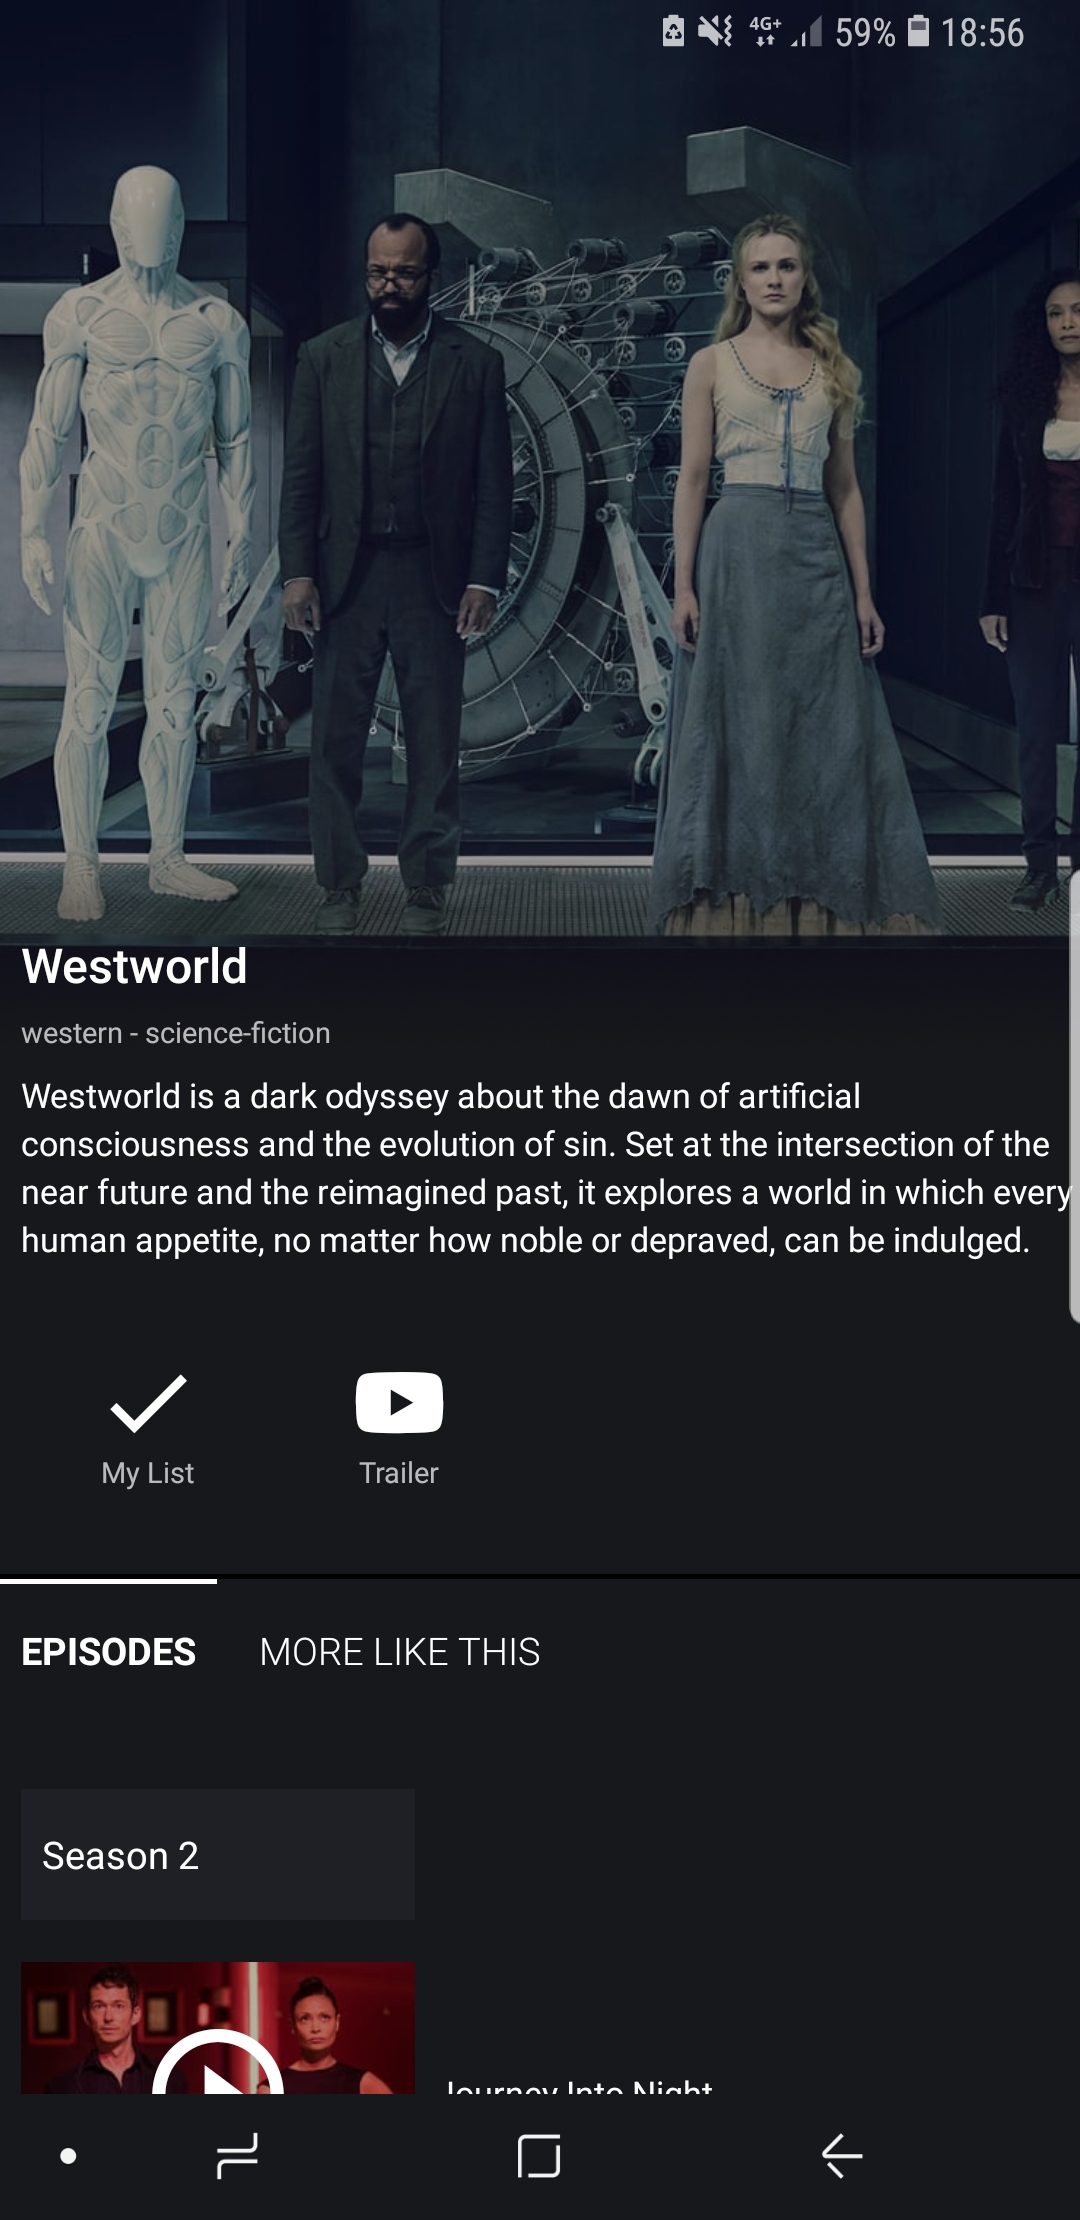 4G+ 59% 18:56
Westworld
western - science-fiction
Westworld is a dark odyssey about the dawn of artificial
consciousness and the evolution of sin. Set at the intersection of the
near future and the reimagined past, it explores a world in which every
human appetite, no matter how noble or depraved, can be indulged.
My List Trailer
EPISODES MORE LIKE THIS
Season 2
Journey Into Night